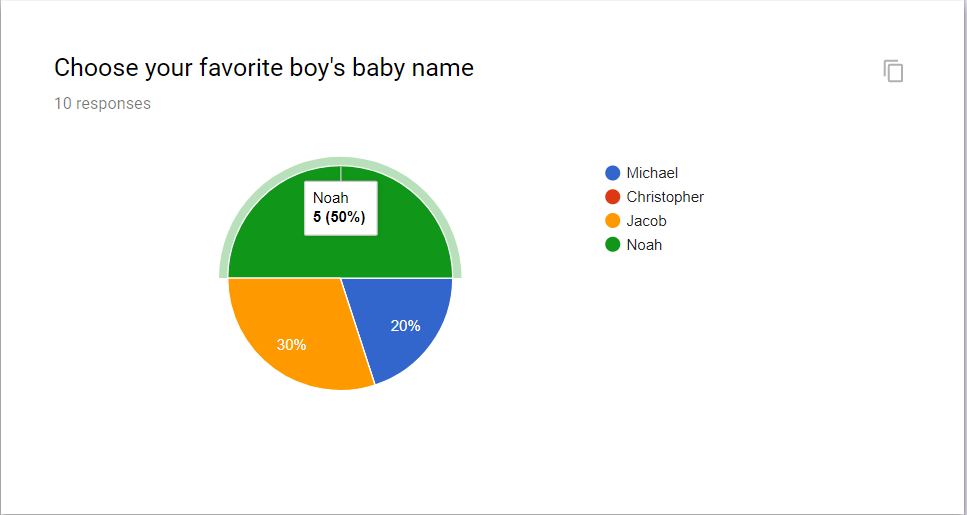 Choose your favorite boy's baby name
10 responses
Noah
5 (50%)
20%
30%
Michael
Christopher
Jacob
Noah